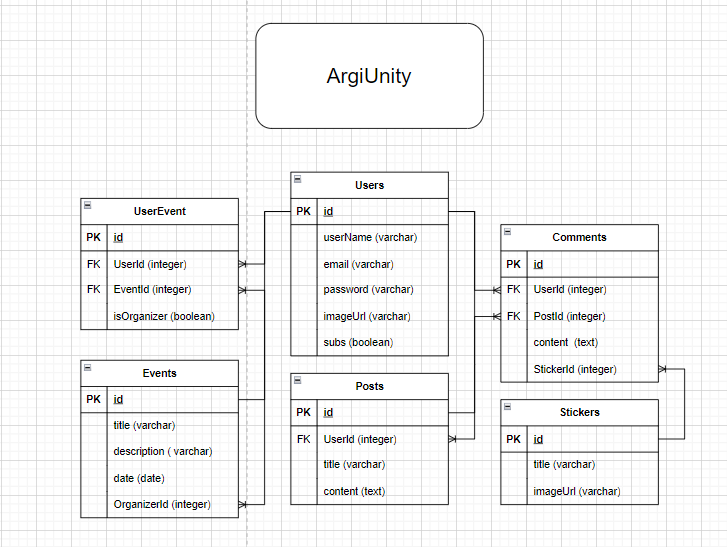 ArgiUnity
UserEvent
PK id
FK UserId (integer)
FK EventId (integer)
isOrganizer (boolean)
Events
PK id
title (varchar)
description ( varchar)
date (date)
OrganizerId (integer)
Users
PK id
userName (varchar)
email (varchar)
password (varchar)
imageUrl (varchar)
subs (boolean)
Posts
PK id
FK UserId (integer)
title (varchar)
content (text)
Comments
PK id
FK UserId (integer)
FK PostId (integer)
content (text)
StickerId (integer)
Stickers
PK id
title (varchar)
imageUrl (varchar)